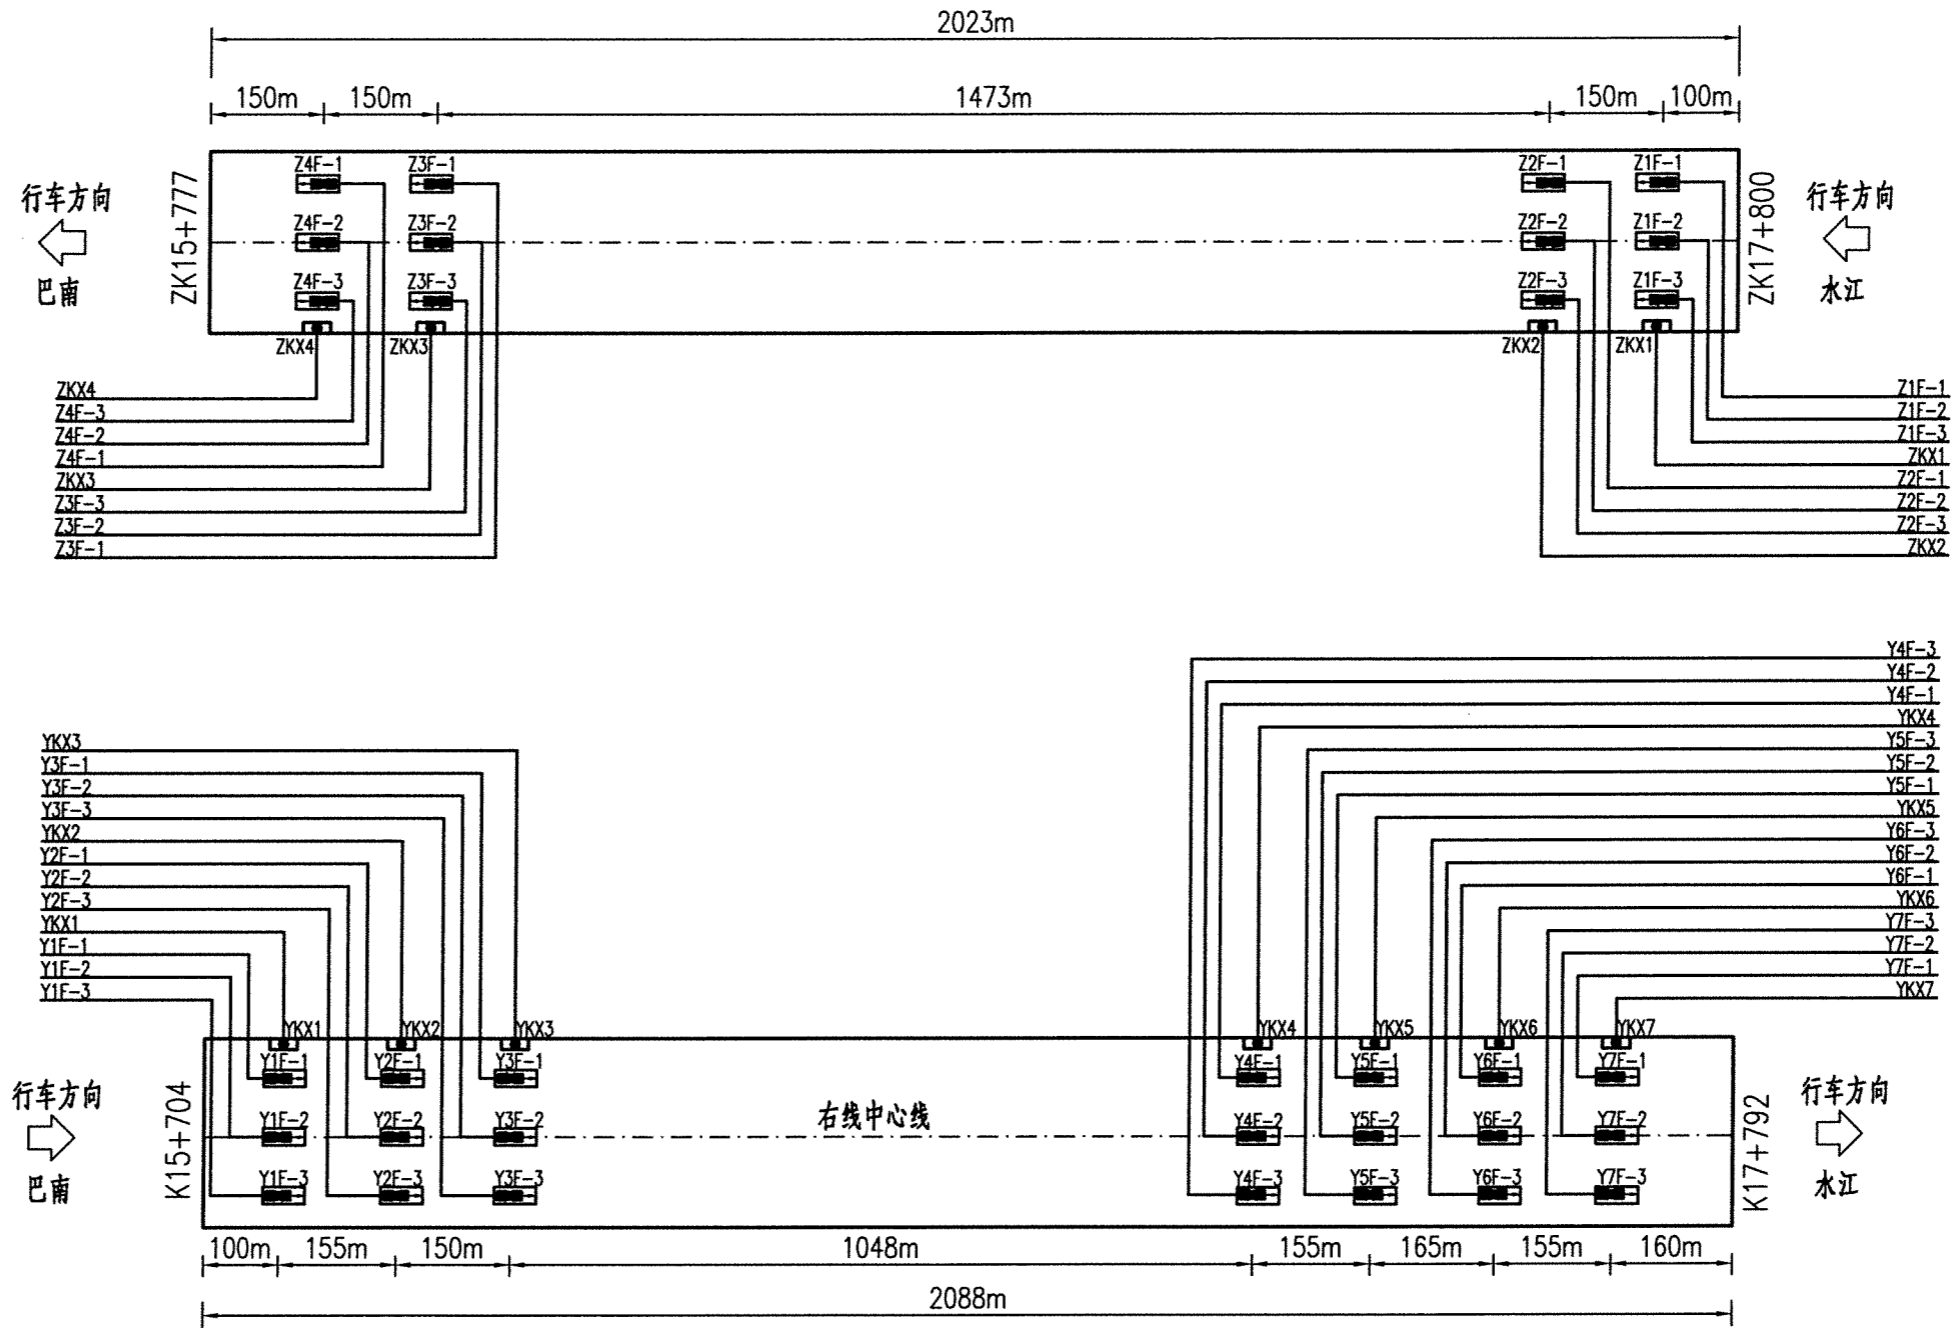 2023m
150m 150m 1473m 150m 100m
Z4F-1 Z3F-1 Z2F-1 Z1F-1
行车方向 ZK15+777 Z4F-2 Z3F-2 Z2F-2 Z1F-2 ZK17+800 行车方向
巴南 Z4F-3 Z3F-3 Z2F-3 Z1F-3 水江
ZKX4 ZKX3 ZKX2 ZKX1
ZKX4 Z1F-1
Z4F-3 Z1F-2
Z4F-2 Z1F-3
Z4F-1 ZKX1
ZKX3 Z2F-1
Z3F-3 Z2F-2
Z3F-2 Z2F-3
Z3F-1 ZKX2
Y4F-3
Y4F-2
Y4F-1
YKX4
YKX3 Y5F-3
Y3F-1 Y5F-2
Y3F-2 Y5F-1
Y3F-3 YKX5
YKX2 Y6F-3
Y2F-1 Y6F-2
Y2F-2 Y6F-1
Y2F-3 YKX6
YKX1 Y7F-3
Y1F-1 Y7F-2
Y1F-2 Y7F-1
Y1F-3 YKX7
YKX1 YKX2 YKX3 YKX4 YKX5 YKX6 YKX7
Y1F-1 Y2F-1 Y3F-1 Y4F-1 Y5F-1 Y6F-1 Y7F-1
行车方向 K15+704 右线中心线 K17+792 行车方向
Y1F-2 Y2F-2 Y3F-2 Y4F-2 Y5F-2 Y6F-2 Y7F-2
巴南 Y1F-3 Y2F-3 Y3F-3 Y4F-3 Y5F-3 Y6F-3 Y7F-3 水江
100m 155m 150m 1048m 155m 165m 155m 160m
2088m